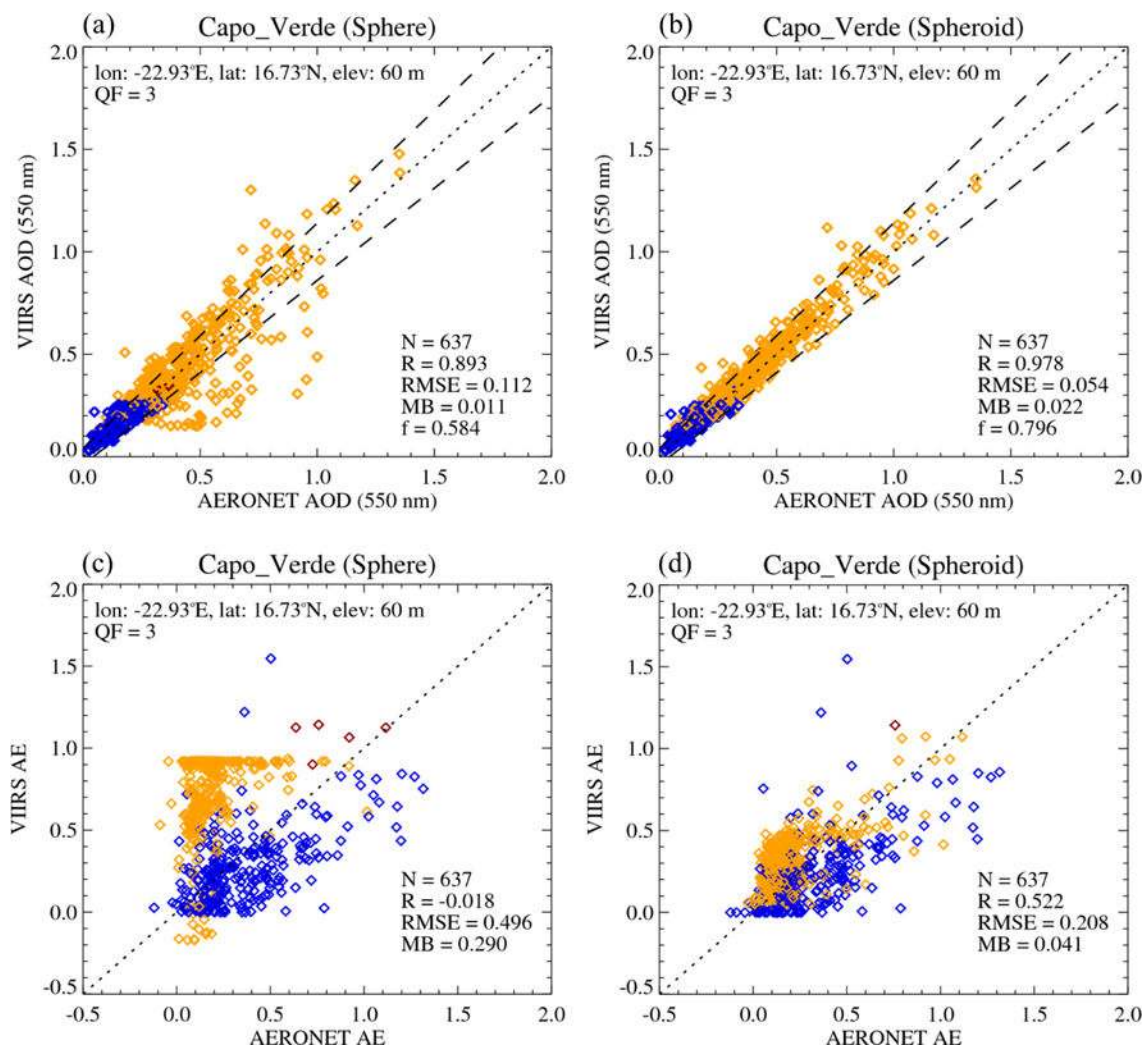 (a) Capo_Verde (Sphere)
lon: -22.93°E, lat: 16.73°N, elev: 60 m
QF = 3
2.0
1.5
1.0
0.5
0.0
VIIRS AOD (550 nm)
N = 637
R = 0.893
RMSE = 0.112
MB = 0.011
f = 0.584
0.0 0.5 1.0 1.5 2.0
AERONET AOD (550 nm)
(b) Capo_Verde (Spheroid)
lon: -22.93°E, lat: 16.73°N, elev: 60 m
QF = 3
2.0
1.5
1.0
0.5
0.0
VIIRS AOD (550 nm)
N = 637
R = 0.978
RMSE = 0.054
MB = 0.022
f = 0.796
0.0 0.5 1.0 1.5 2.0
AERONET AOD (550 nm)
(c) Capo_Verde (Sphere)
lon: -22.93°E, lat: 16.73°N, elev: 60 m
QF = 3
2.0
1.5
1.0
0.5
0.0
-0.5
VIIRS AE
N = 637
R = -0.018
RMSE = 0.496
MB = 0.290
-0.5 0.0 0.5 1.0 1.5 2.0
AERONET AE
(d) Capo_Verde (Spheroid)
lon: -22.93°E, lat: 16.73°N, elev: 60 m
QF = 3
2.0
1.5
1.0
0.5
0.0
-0.5
VIIRS AE
N = 637
R = 0.522
RMSE = 0.208
MB = 0.041
-0.5 0.0 0.5 1.0 1.5 2.0
AERONET AE